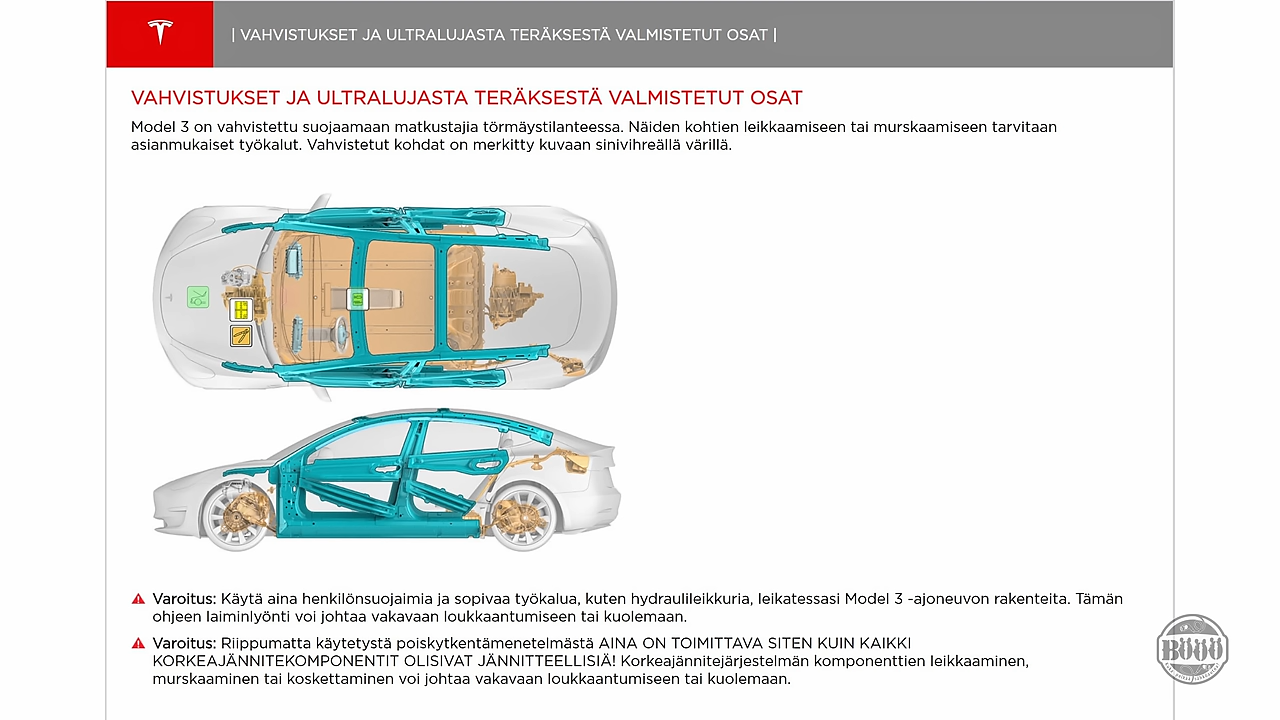 | VAHVISTUKSET JA ULTRALUJASTA TERÄKSESTÄ VALMISTETUT OSAT |
VAHVISTUKSET JA ULTRALUJASTA TERÄKSESTÄ VALMISTETUT OSAT
Model 3 on vahvistettu suojaamaan matkustajia törmäystilanteessa. Näiden kohtien leikkaamiseen tai murskaamiseen tarvitaan
asianmukaiset työkalut. Vahvistetut kohdat on merkitty kuvaan sinivihreällä värillä.
Varoitus: Käytä aina henkilönsuojaimia ja sopivaa työkalua, kuten hydraulileikkuria, leikatessasi Model 3 -ajoneuvon rakenteita. Tämän
ohjeen laiminlyönti voi johtaa vakavaan loukkaantumiseen tai kuolemaan.
Varoitus: Riippumatta käytetystä poiskytkentämenetelmästä AINA ON TOIMITTAVA SITEN KUIN KAIKKI
KORKEAJÄNNITEKOMPONENTIT OLISIVAT JÄNNITTEELLISIÄ! Korkeajännitejärjestelmän komponenttien leikkaaminen,
murskaaminen tai koskettaminen voi johtaa vakavaan loukkaantumiseen tai kuolemaan.
BÖÖÖ